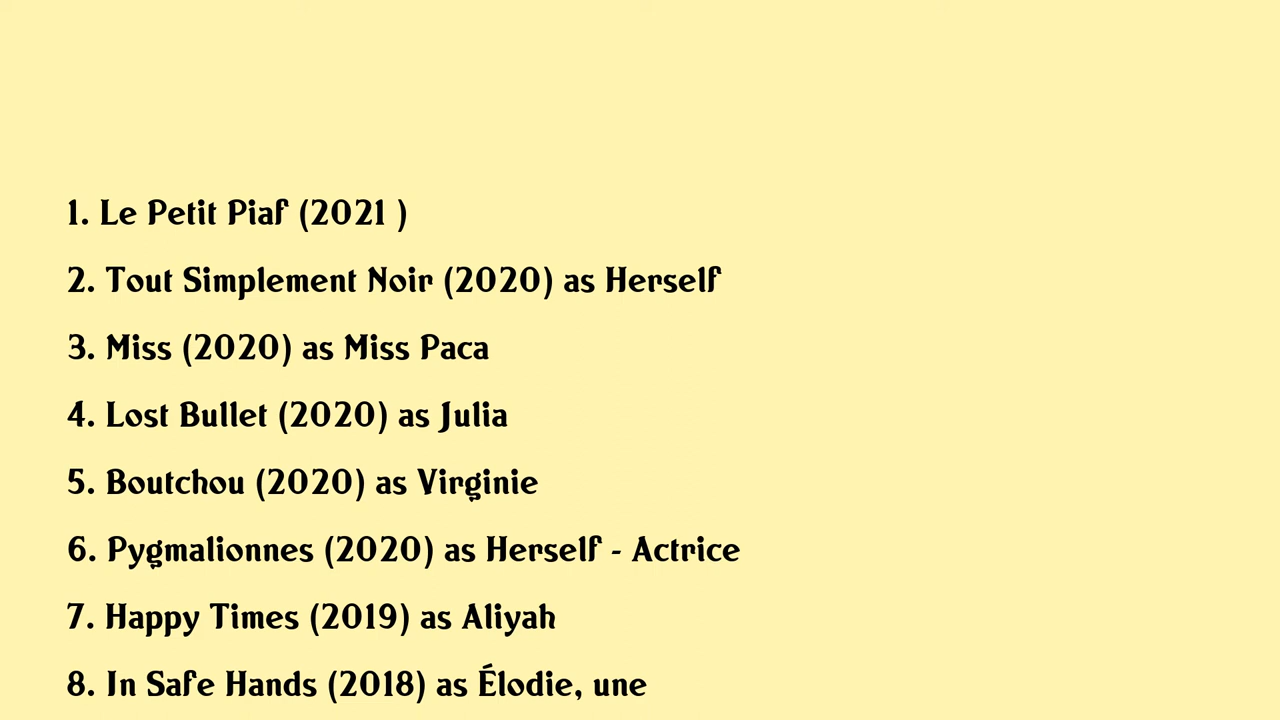 1. Le Petit Piaf (2021 )
2. Tout Simplement Noir (2020) as Herself
3. Miss (2020) as Miss Paca
4. Lost Bullet (2020) as Julia
5. Boutchou (2020) as Virginie
6. Pygmalionnes (2020) as Herself - Actrice
7. Happy Times (2019) as Aliyah
8. In Safe Hands (2018) as Élodie, une